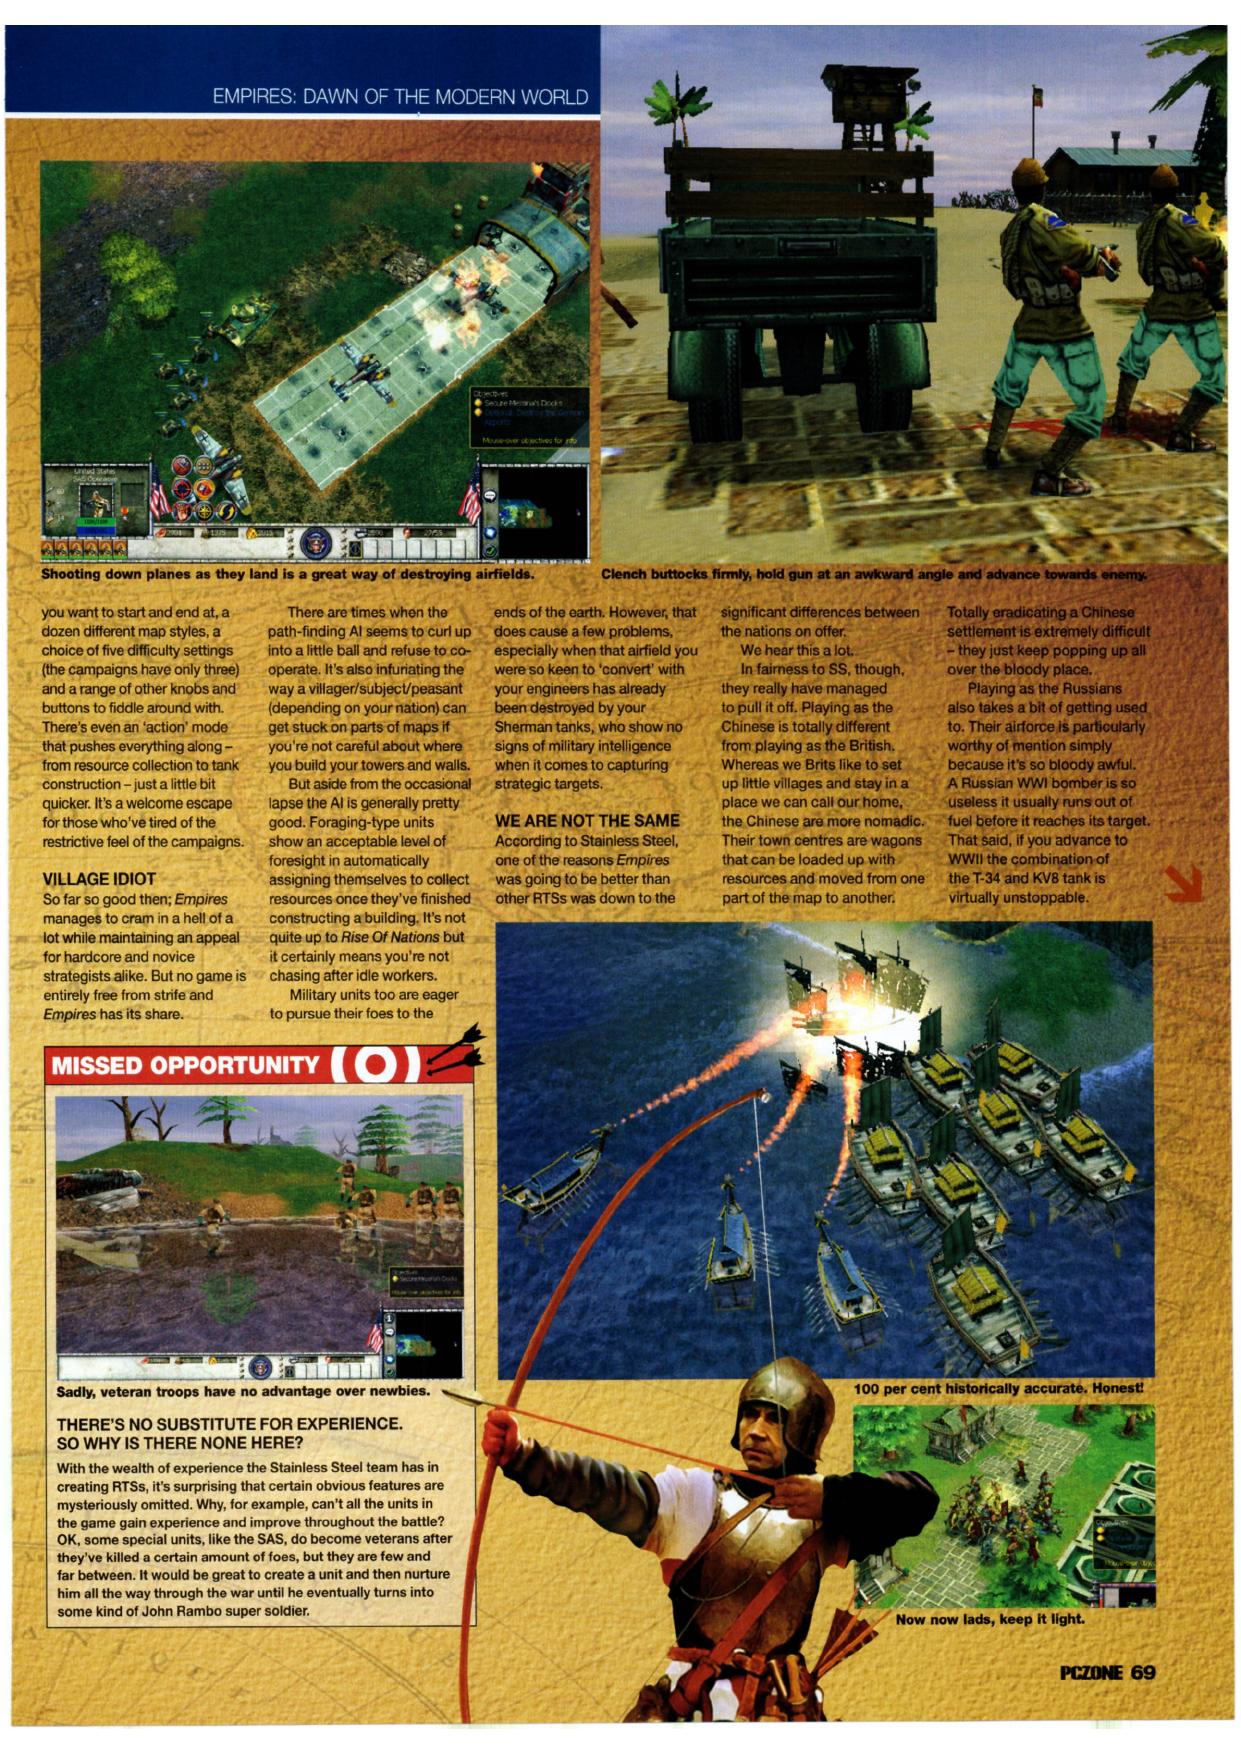 EMPIRES: DAWN OF THE MODERN WORLD
Objectives
Secure Messina's Docks
Optional: Destroy the German
Airports
Mouse-over objectives for info
United States
SAS Operative
Shooting down planes as they land is a great way of destroying airfields.
Clench buttocks firmly, hold gun at an awkward angle and advance towards enemy.
you want to start and end at, a
dozen different map styles, a
choice of five difficulty settings
(the campaigns have only three)
and a range of other knobs and
buttons to fiddle around with.
There's even an 'action' mode
that pushes everything along –
from resource collection to tank
construction – just a little bit
quicker. It's a welcome escape
for those who've tired of the
restrictive feel of the campaigns.
VILLAGE IDIOT
So far so good then; Empires
manages to cram in a hell of a
lot while maintaining an appeal
for hardcore and novice
strategists alike. But no game is
entirely free from strife and
Empires has its share.
There are times when the
path-finding AI seems to curl up
into a little ball and refuse to co-
operate. It's also infuriating the
way a villager/subject/peasant
(depending on your nation) can
get stuck on parts of maps if
you're not careful about where
you build your towers and walls.
But aside from the occasional
lapse the AI is generally pretty
good. Foraging-type units
show an acceptable level of
foresight in automatically
assigning themselves to collect
resources once they've finished
constructing a building. It's not
quite up to Rise Of Nations but
it certainly means you're not
chasing after idle workers.
Military units too are eager
to pursue their foes to the
ends of the earth. However, that
does cause a few problems,
especially when that airfield you
were so keen to 'convert' with
your engineers has already
been destroyed by your
Sherman tanks, who show no
signs of military intelligence
when it comes to capturing
strategic targets.
WE ARE NOT THE SAME
According to Stainless Steel,
one of the reasons Empires
was going to be better than
other RTSs was down to the
significant differences between
the nations on offer.
We hear this a lot.
In fairness to SS, though,
they really have managed
to pull it off. Playing as the
Chinese is totally different
from playing as the British.
Whereas we Brits like to set
up little villages and stay in a
place we can call our home,
the Chinese are more nomadic.
Their town centres are wagons
that can be loaded up with
resources and moved from one
part of the map to another.
Totally eradicating a Chinese
settlement is extremely difficult
– they just keep popping up all
over the bloody place.
Playing as the Russians
also takes a bit of getting used
to. Their airforce is particularly
worthy of mention simply
because it's so bloody awful.
A Russian WWI bomber is so
useless it usually runs out of
fuel before it reaches its target.
That said, if you advance to
WWII the combination of
the T-34 and KV8 tank is
virtually unstoppable.
MISSED OPPORTUNITY
Objectives
Secure Messina's Docks
Mouse-over objectives for info
Sadly, veteran troops have no advantage over newbies.
THERE'S NO SUBSTITUTE FOR EXPERIENCE.
SO WHY IS THERE NONE HERE?
With the wealth of experience the Stainless Steel team has in
creating RTSs, it's surprising that certain obvious features are
mysteriously omitted. Why, for example, can't all the units in
the game gain experience and improve throughout the battle?
OK, some special units, like the SAS, do become veterans after
they've killed a certain amount of foes, but they are few and
far between. It would be great to create a unit and then nurture
him all the way through the war until he eventually turns into
some kind of John Rambo super soldier.
100 per cent historically accurate. Honest!
Now now lads, keep it light.
PCZONE 69